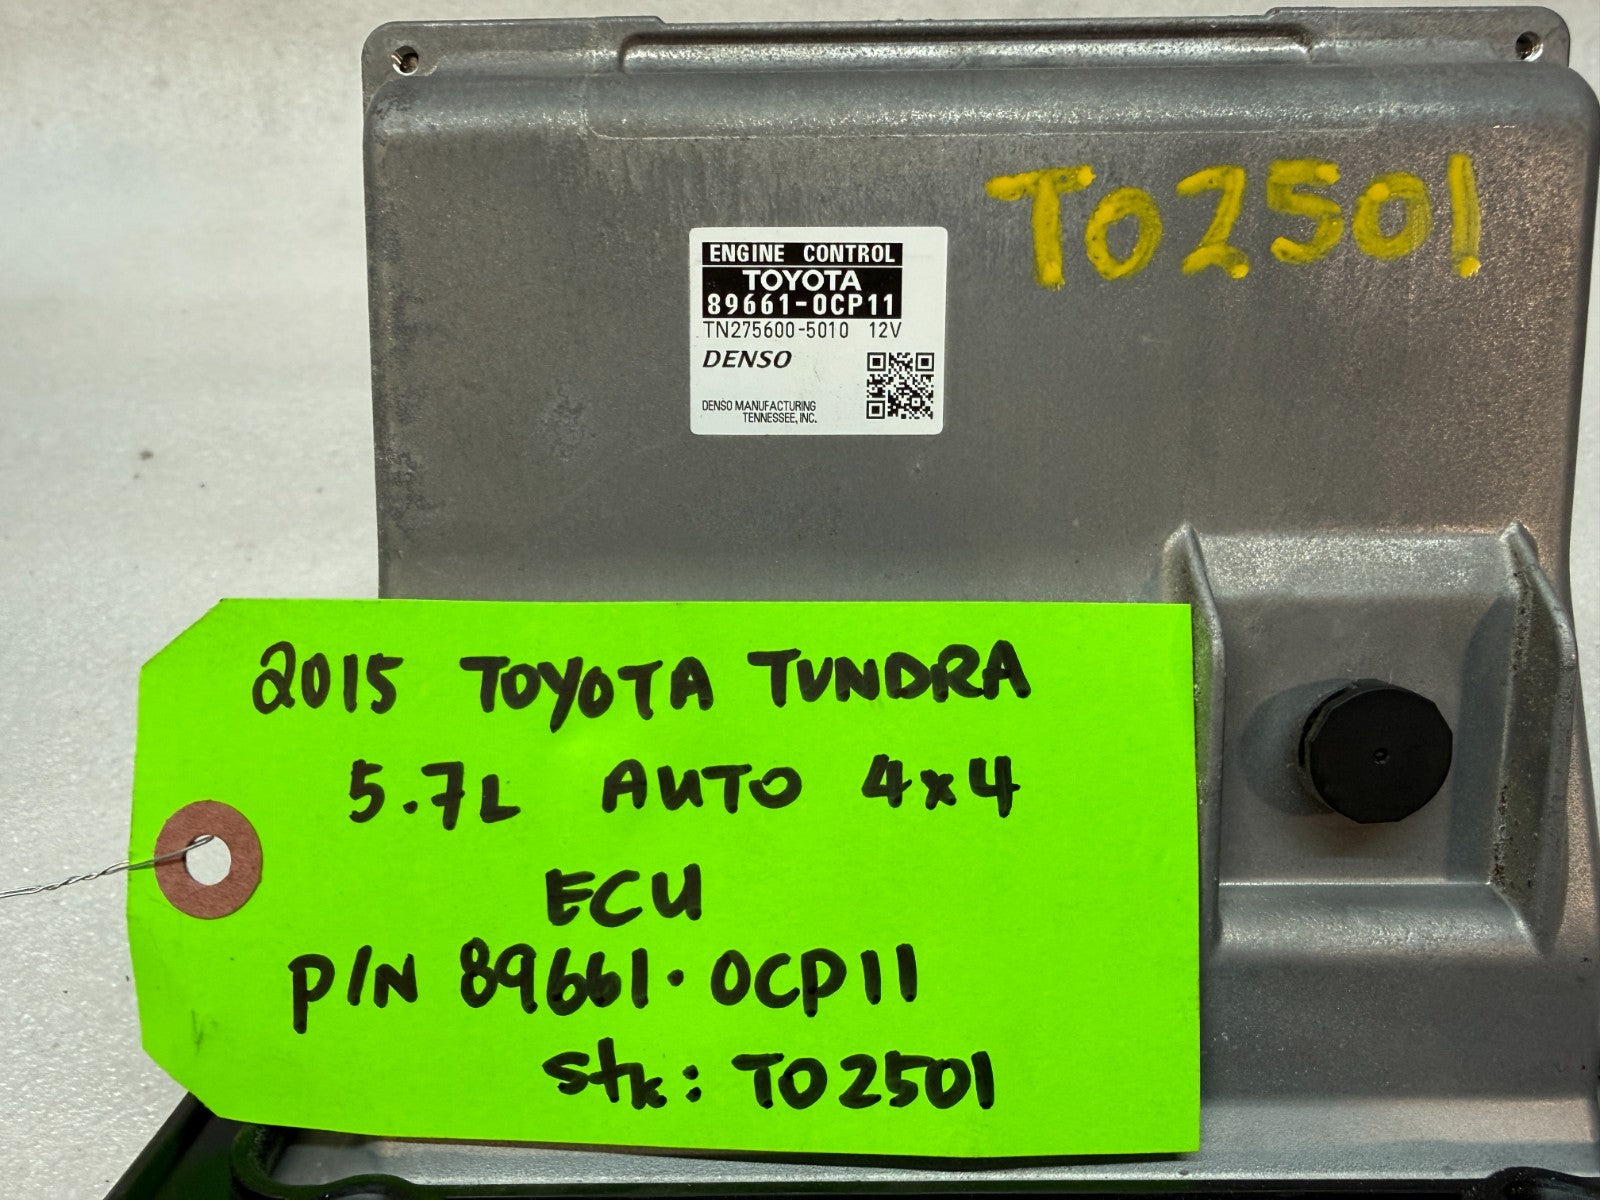 TO2501
ENGINE CONTROL
TOYOTA
89661-0CP11
TN275600-5010 12V
DENSO
DENSO MANUFACTURING
TENNESSEE, INC.
2015 TOYOTA TUNDRA
5.7L AUTO 4x4
ECU
P/N 89661·0CP11
Stk: TO2501